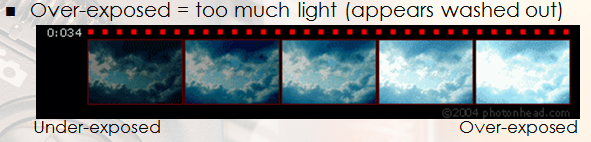 ■ Over-exposed = too much light (appears washed out)
0:034
©2004 photonhead.com
Under-exposed Over-exposed